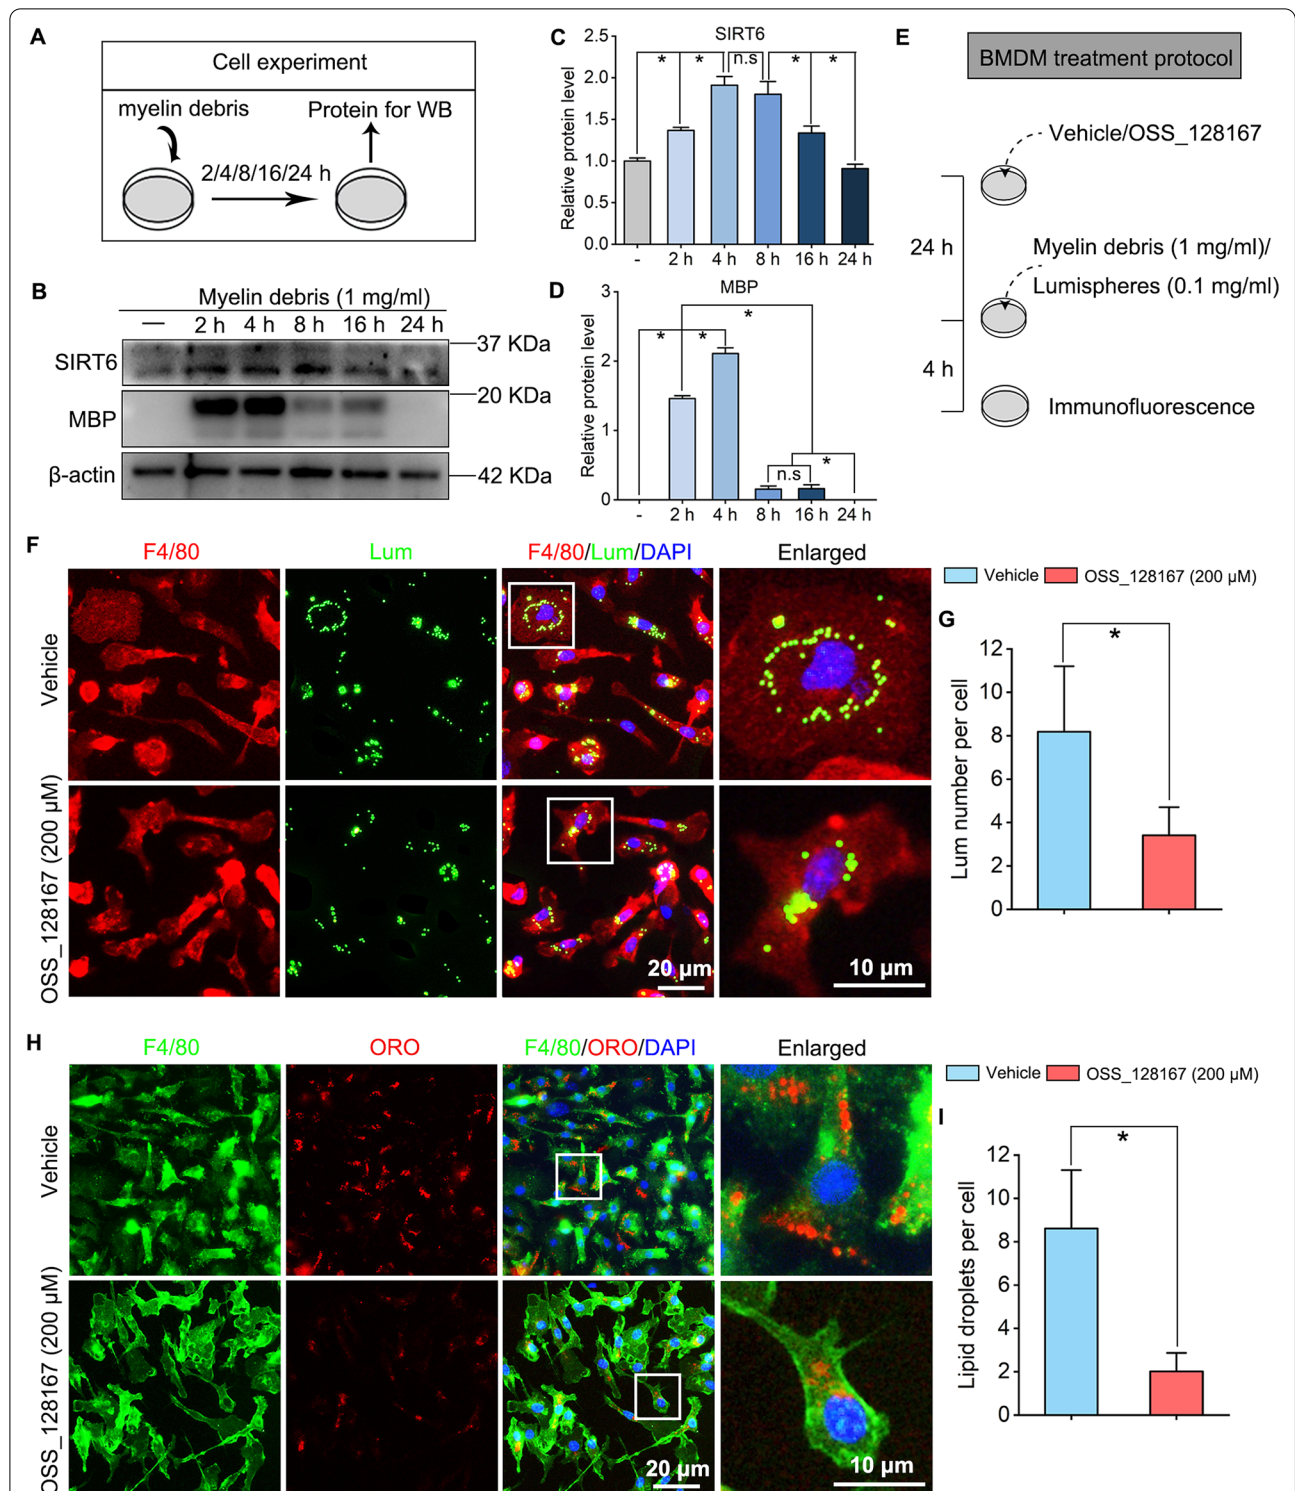 A
Cell experiment
myelin debris
Protein for WB
2/4/8/16/24 h
B
Myelin debris (1 mg/ml)
— 2 h 4 h 8 h 16 h 24 h
SIRT6
37 KDa
MBP
20 KDa
β-actin
42 KDa
C
SIRT6
Relative protein level
2.5
2.0
1.5
1.0
0.5
0.0
* * n.s * *
- 2 h 4 h 8 h 16 h 24 h
D
MBP
Relative protein level
3
2
1
0
* * *
n.s *
- 2 h 4 h 8 h 16 h 24 h
E
BMDM treatment protocol
Vehicle/OSS_128167
24 h
Myelin debris (1 mg/ml)/
Lumispheres (0.1 mg/ml)
4 h
Immunofluorescence
F
F4/80
Lum
F4/80/Lum/DAPI
Enlarged
Vehicle
OSS_128167 (200 μM)
20 μm
10 μm
Vehicle
OSS_128167 (200 μM)
G
Lum number per cell
12
10
8
6
4
2
0
*
H
F4/80
ORO
F4/80/ORO/DAPI
Enlarged
Vehicle
OSS_128167 (200 μM)
20 μm
10 μm
Vehicle
OSS_128167 (200 μM)
I
Lipid droplets per cell
12
10
8
6
4
2
0
*